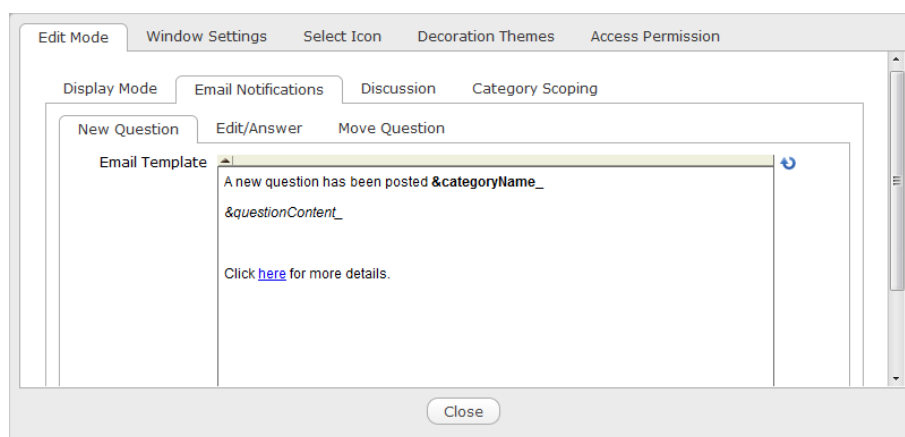 Edit Mode Window Settings Select Icon Decoration Themes Access Permission
Display Mode Email Notifications Discussion Category Scoping
New Question Edit/Answer Move Question
Email Template
A new question has been posted &categoryName_
&questionContent_
Click here for more details.
Close